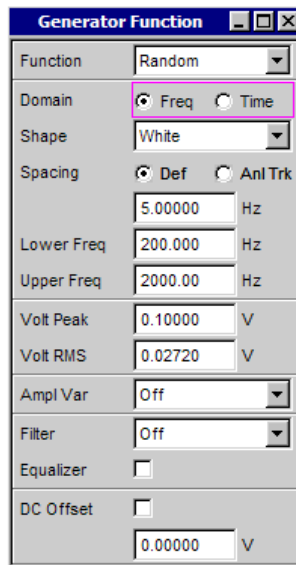 Generator Function
Function Random
Domain Freq Time
Shape White
Spacing Def Anl Trk
5.00000 Hz
Lower Freq 200.000 Hz
Upper Freq 2000.00 Hz
Volt Peak 0.10000 V
Volt RMS 0.02720 V
Ampl Var Off
Filter Off
Equalizer
DC Offset
0.00000 V